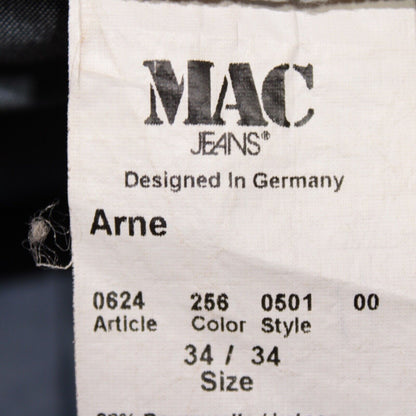 MAC
JEANS®
Designed In Germany
Arne
0624 256 0501 00
Article Color Style
34 / 34
Size